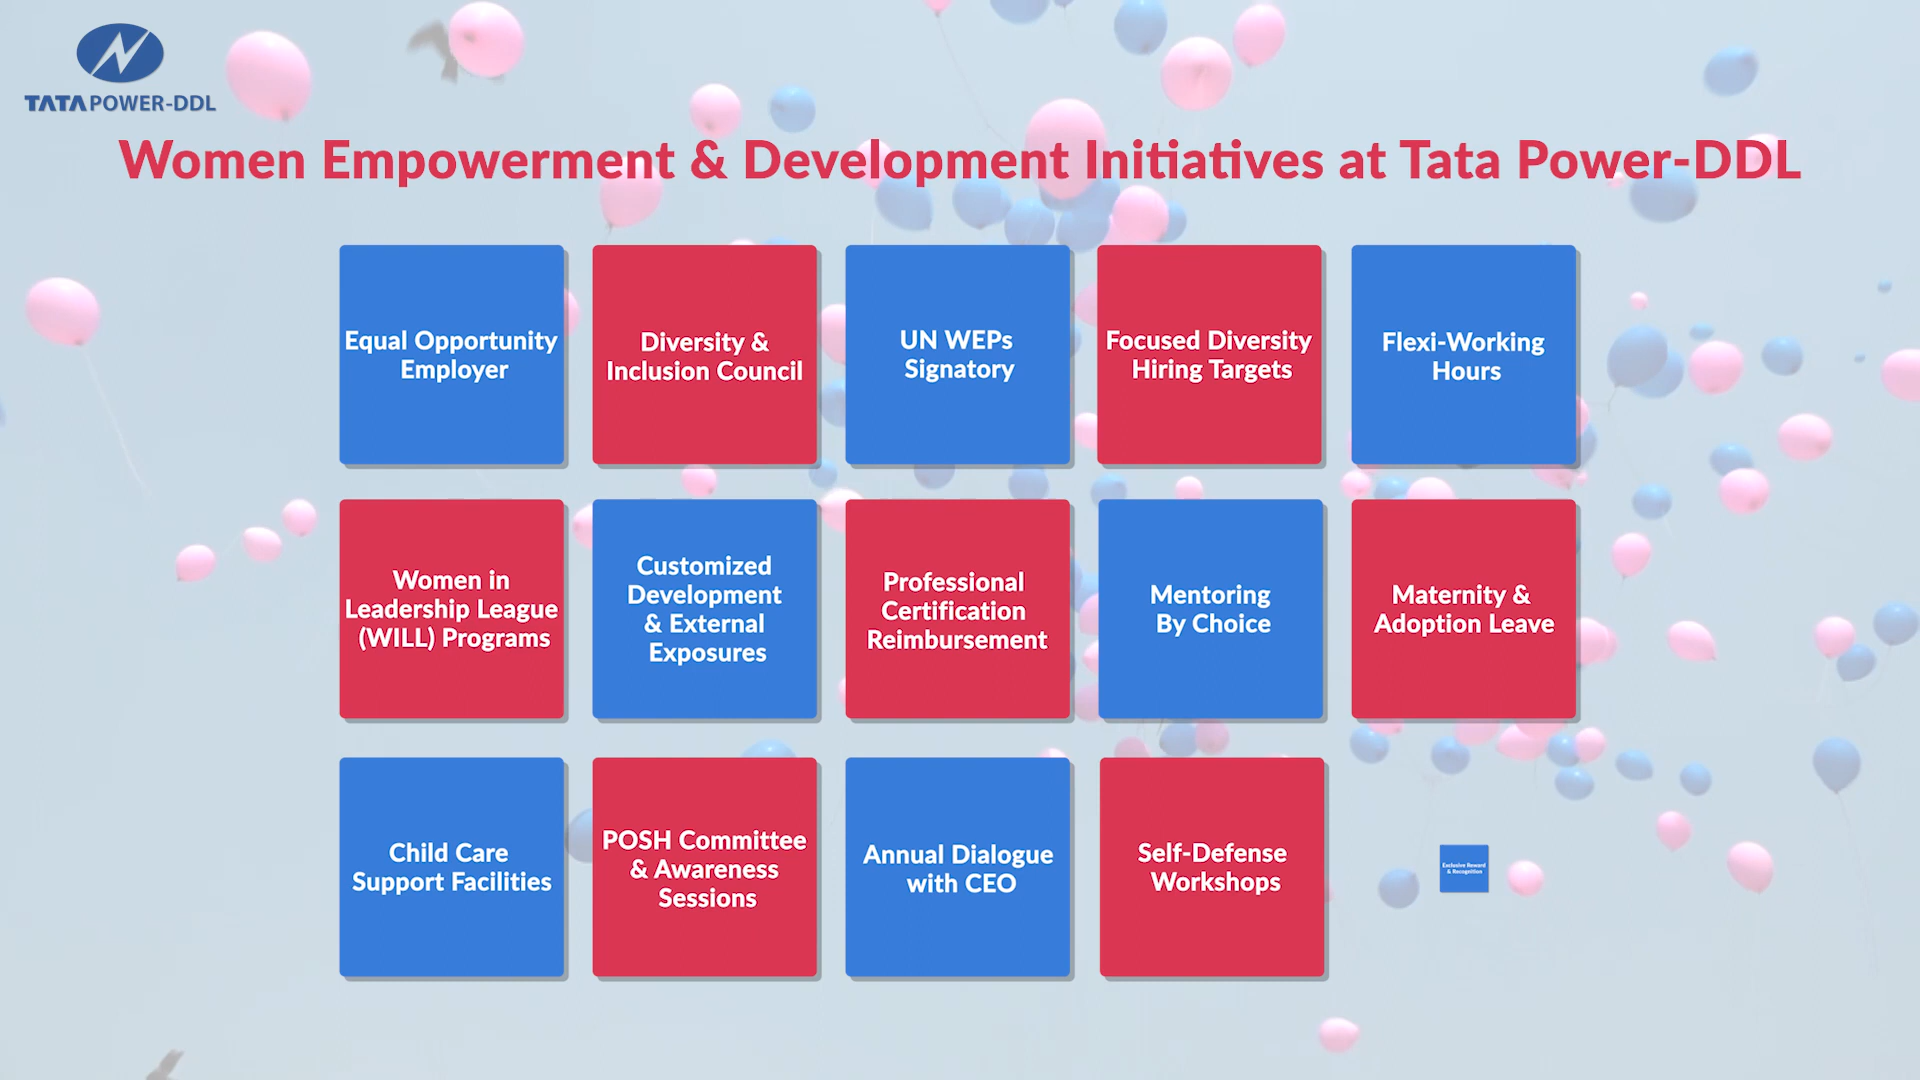 TATA POWER-DDL
Women Empowerment & Development Initiatives at Tata Power-DDL
Equal Opportunity
Employer
Diversity &
Inclusion Council
UN WEPs
Signatory
Focused Diversity
Hiring Targets
Flexi-Working
Hours
Women in
Leadership League
(WILL) Programs
Customized
Development
& External
Exposures
Professional
Certification
Reimbursement
Mentoring
By Choice
Maternity &
Adoption Leave
Child Care
Support Facilities
POSH Committee
& Awareness
Sessions
Annual Dialogue
with CEO
Self-Defense
Workshops
Exclusive Reward
& Recognition